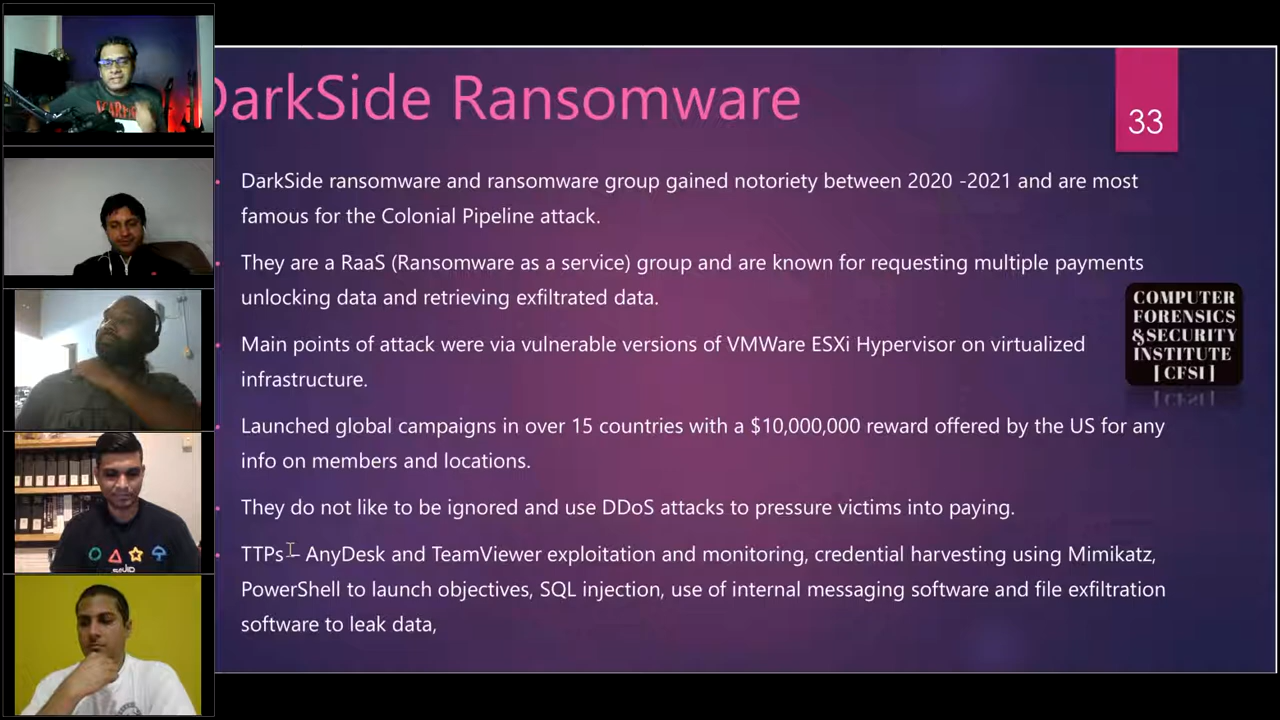 DarkSide Ransomware
33
DarkSide ransomware and ransomware group gained notoriety between 2020 -2021 and are most
famous for the Colonial Pipeline attack.
They are a RaaS (Ransomware as a service) group and are known for requesting multiple payments
unlocking data and retrieving exfiltrated data.
Main points of attack were via vulnerable versions of VMWare ESXi Hypervisor on virtualized
infrastructure.
Launched global campaigns in over 15 countries with a $10,000,000 reward offered by the US for any
info on members and locations.
They do not like to be ignored and use DDoS attacks to pressure victims into paying.
TTPs – AnyDesk and TeamViewer exploitation and monitoring, credential harvesting using Mimikatz,
PowerShell to launch objectives, SQL injection, use of internal messaging software and file exfiltration
software to leak data,
COMPUTER
FORENSICS
&SECURITY
INSTITUTE
[ CFSI ]